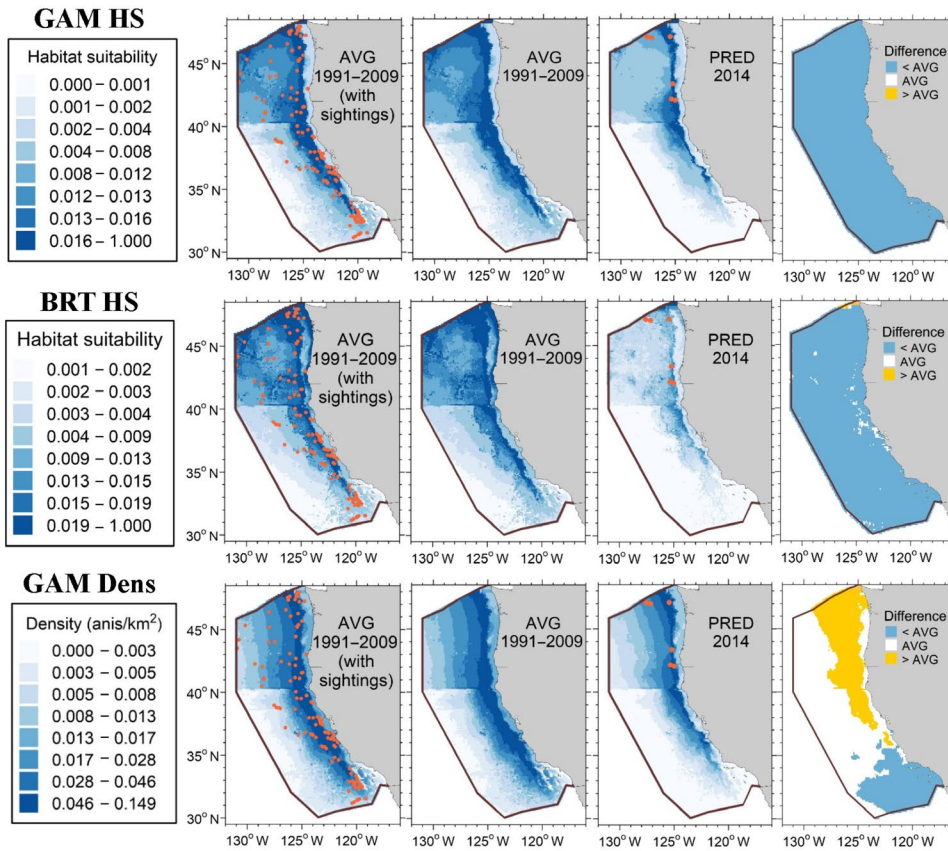 GAM HS
Habitat suitability
0.000 – 0.001
0.001 – 0.002
0.002 – 0.004
0.004 – 0.008
0.008 – 0.012
0.012 – 0.013
0.013 – 0.016
0.016 – 1.000
45° N
40° N
35° N
30° N
AVG
1991–2009
(with
sightings)
AVG
1991–2009
PRED
2014
Difference
< AVG
AVG
> AVG
130° W 125° W 120° W
130° W 125° W 120° W
130° W 125° W 120° W
130° W 125° W 120° W
BRT HS
Habitat suitability
0.001 – 0.002
0.002 – 0.003
0.003 – 0.004
0.004 – 0.009
0.009 – 0.013
0.013 – 0.015
0.015 – 0.019
0.019 – 1.000
45° N
40° N
35° N
30° N
AVG
1991–2009
(with
sightings)
AVG
1991–2009
PRED
2014
Difference
< AVG
AVG
> AVG
130° W 125° W 120° W
130° W 125° W 120° W
130° W 125° W 120° W
130° W 125° W 120° W
GAM Dens
Density (anis/km²)
0.000 – 0.003
0.003 – 0.005
0.005 – 0.008
0.008 – 0.013
0.013 – 0.017
0.017 – 0.028
0.028 – 0.046
0.046 – 0.149
45° N
40° N
35° N
30° N
AVG
1991–2009
(with
sightings)
AVG
1991–2009
PRED
2014
Difference
< AVG
AVG
> AVG
130° W 125° W 120° W
130° W 125° W 120° W
130° W 125° W 120° W
130° W 125° W 120° W